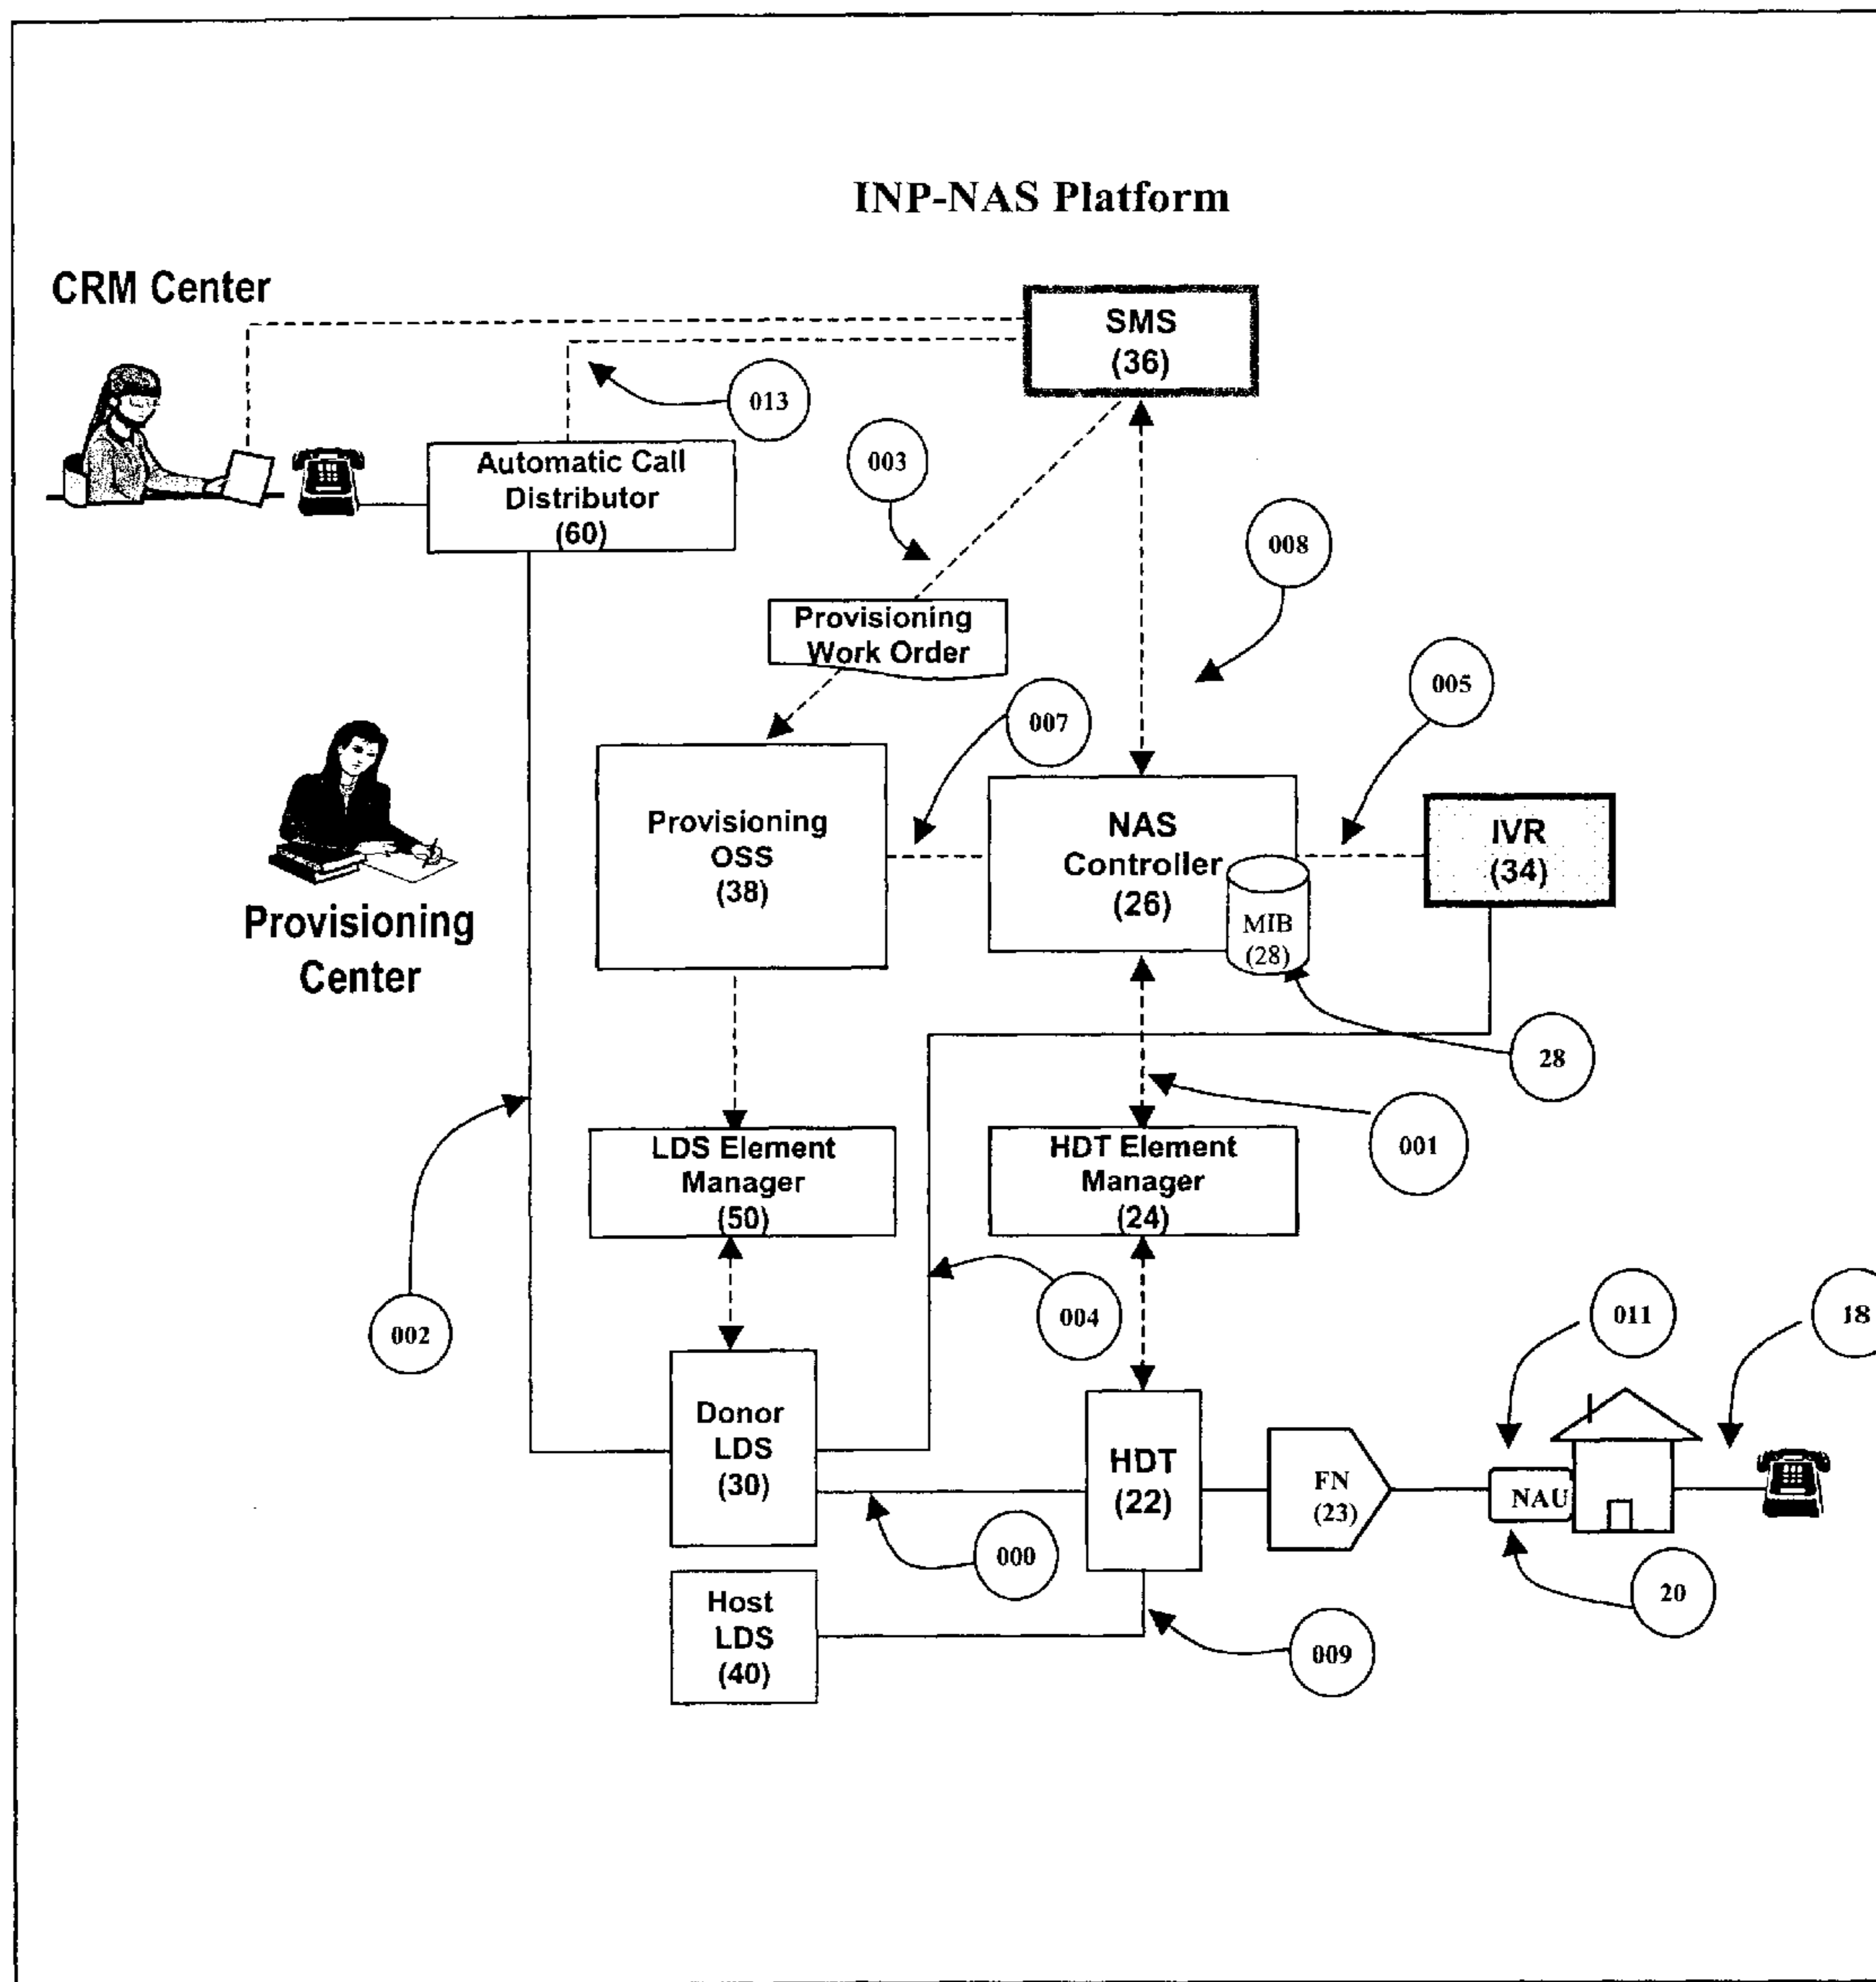 INP-NAS Platform
CRM Center
SMS
(36)
013
Automatic Call
Distributor
(60)
003
008
Provisioning
Work Order
007
005
Provisioning
OSS
(38)
NAS
Controller
(26)
MIB
(28)
IVR
(34)
Provisioning
Center
28
001
LDS Element
Manager
(50)
HDT Element
Manager
(24)
002
004
011
18
Donor
LDS
(30)
HDT
(22)
FN
(23)
NAU
000
20
Host
LDS
(40)
009